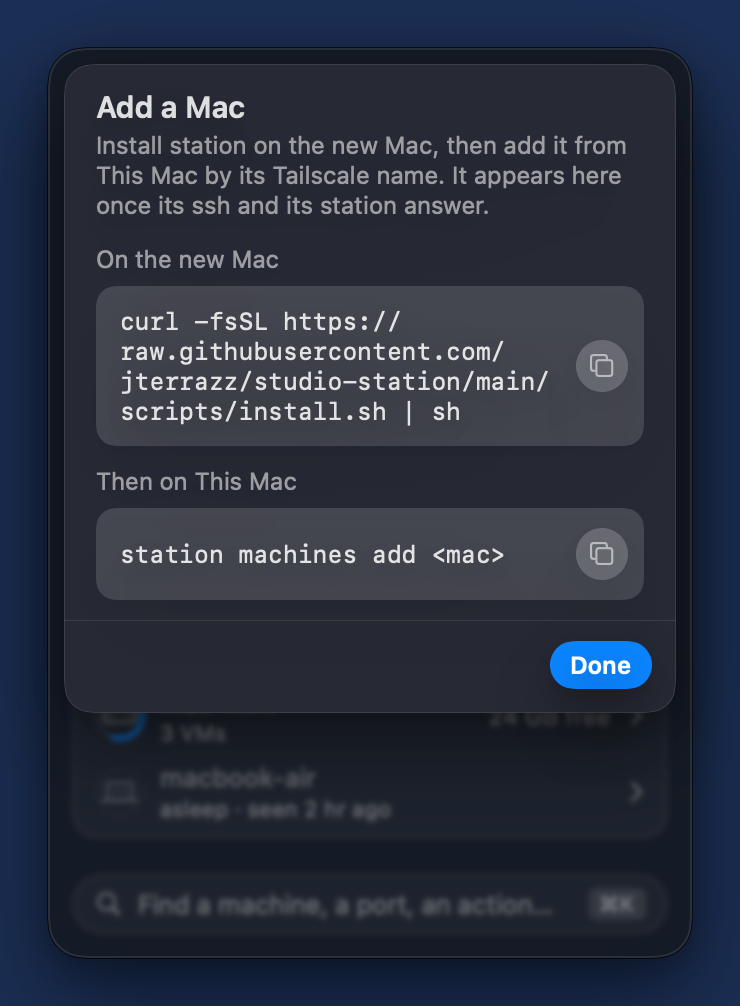 Add a Mac
Install station on the new Mac, then add it from
This Mac by its Tailscale name. It appears here
once its ssh and its station answer.
On the new Mac
curl -fsSL https://
raw.githubusercontent.com/
jterrazz/studio-station/main/
scripts/install.sh | sh
Then on This Mac
station machines add <mac>
Done
24 GB free
3 VMs
macbook-air
asleep · seen 2 hr ago
Find a machine, a port, an action...
⌘K